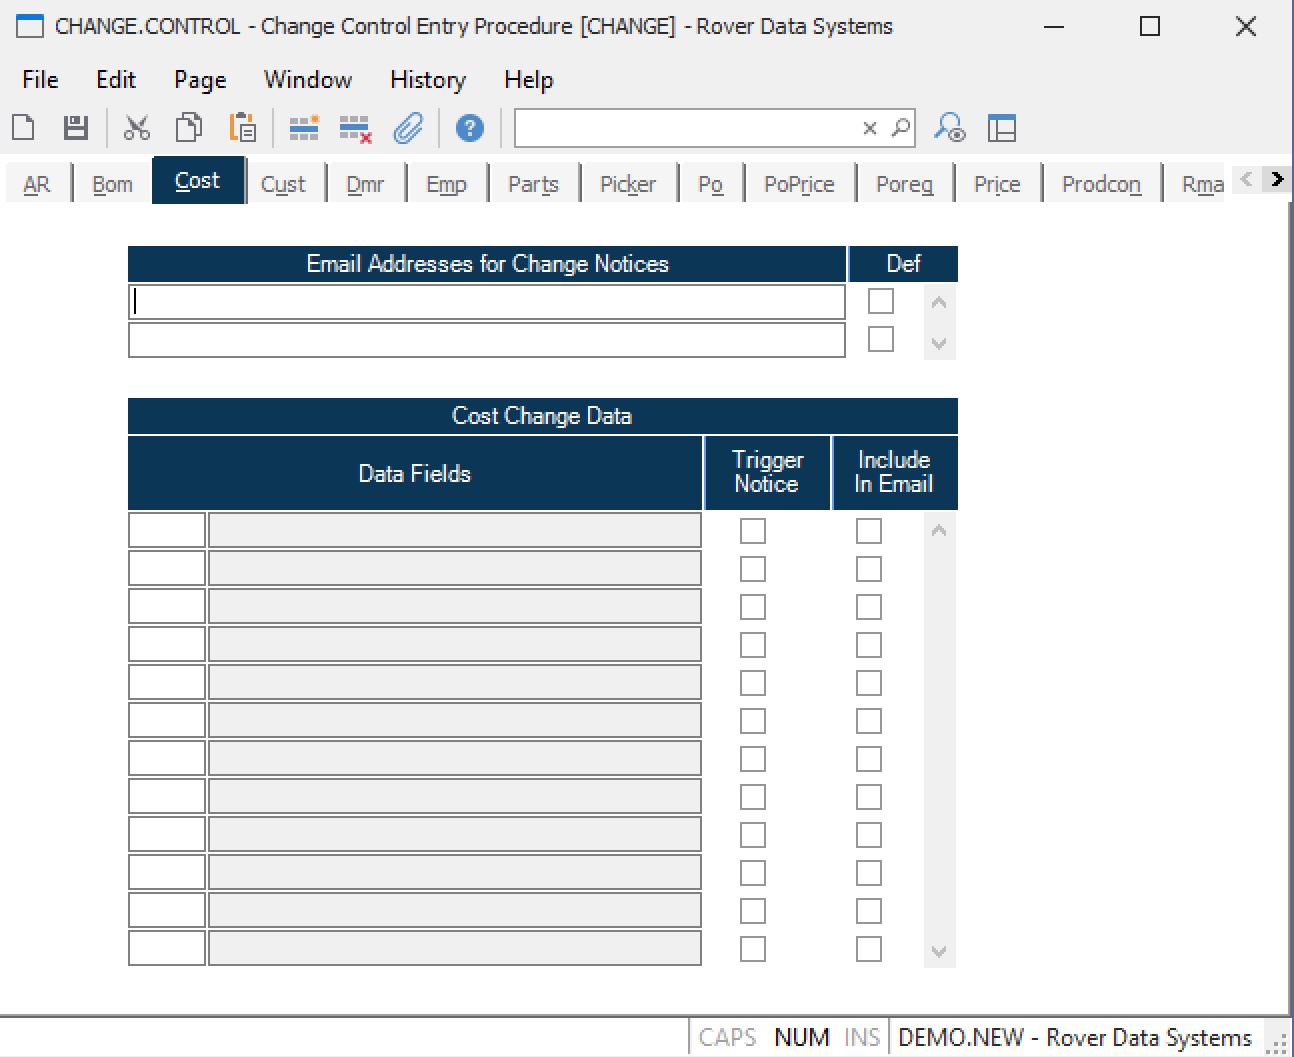 CHANGE.CONTROL - Change Control Entry Procedure [CHANGE] - Rover Data Systems
File Edit Page Window History Help
AR Bom Cost Cust Dmr Emp Parts Picker Po PoPrice Poreg Price Prodcon Rma
Email Addresses for Change Notices Def
Cost Change Data
Data Fields Trigger Notice Include In Email
CAPS NUM INS DEMO.NEW - Rover Data Systems